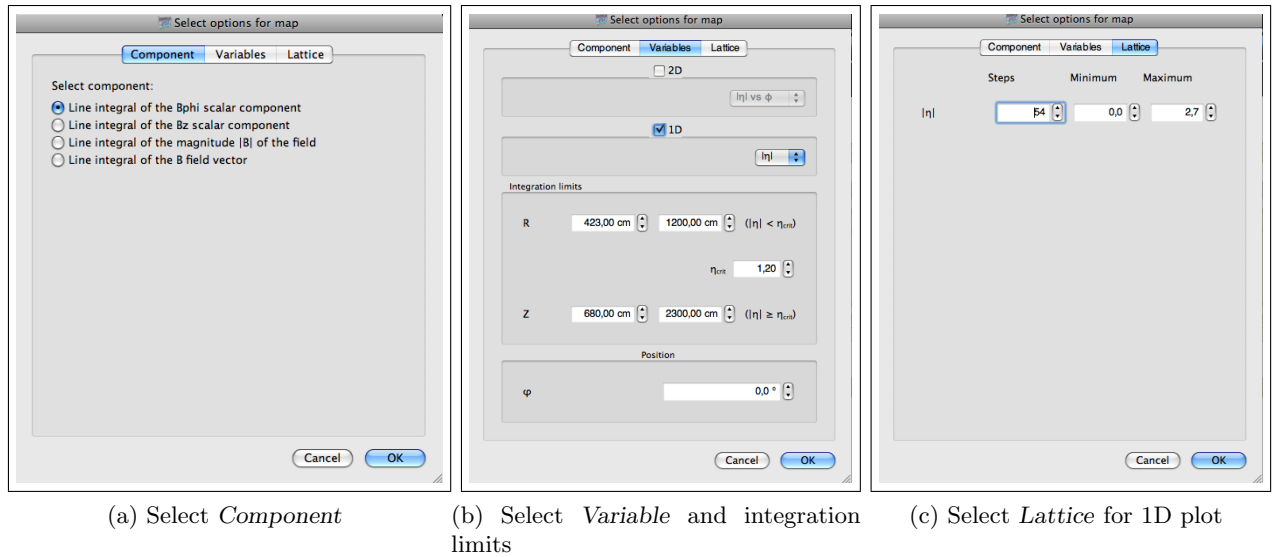 Select options for map
Component Variables Lattice
Select component:
Line integral of the Bphi scalar component
Line integral of the Bz scalar component
Line integral of the magnitude |B| of the field
Line integral of the B field vector
Cancel OK
(a) Select Component
Select options for map
Component Variables Lattice
2D
|η| vs ϕ
1D
|η|
Integration limits
R 423,00 cm 1200,00 cm (|η| < ηcrit)
ηcrit 1,20
Z 680,00 cm 2300,00 cm (|η| ≥ ηcrit)
Position
φ 0,0 °
Cancel OK
(b) Select Variable and integration
limits
Select options for map
Component Variables Lattice
Steps Minimum Maximum
|η| 54 0,0 2,7
Cancel OK
(c) Select Lattice for 1D plot